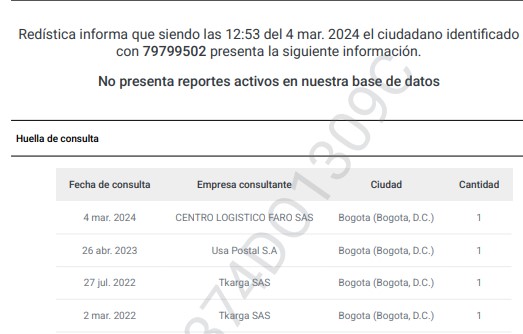 Redística informa que siendo las 12:53 del 4 mar. 2024 el ciudadano identificado
con 79799502 presenta la siguiente información.
No presenta reportes activos en nuestra base de datos
Huella de consulta
Fecha de consulta Empresa consultante Ciudad Cantidad
4 mar. 2024 CENTRO LOGISTICO FARO SAS Bogota (Bogota, D.C.) 1
26 abr. 2023 Usa Postal S.A Bogota (Bogota, D.C.) 1
27 jul. 2022 Tkarga SAS Bogota (Bogota, D.C.) 1
2 mar. 2022 Tkarga SAS Bogota (Bogota, D.C.) 1